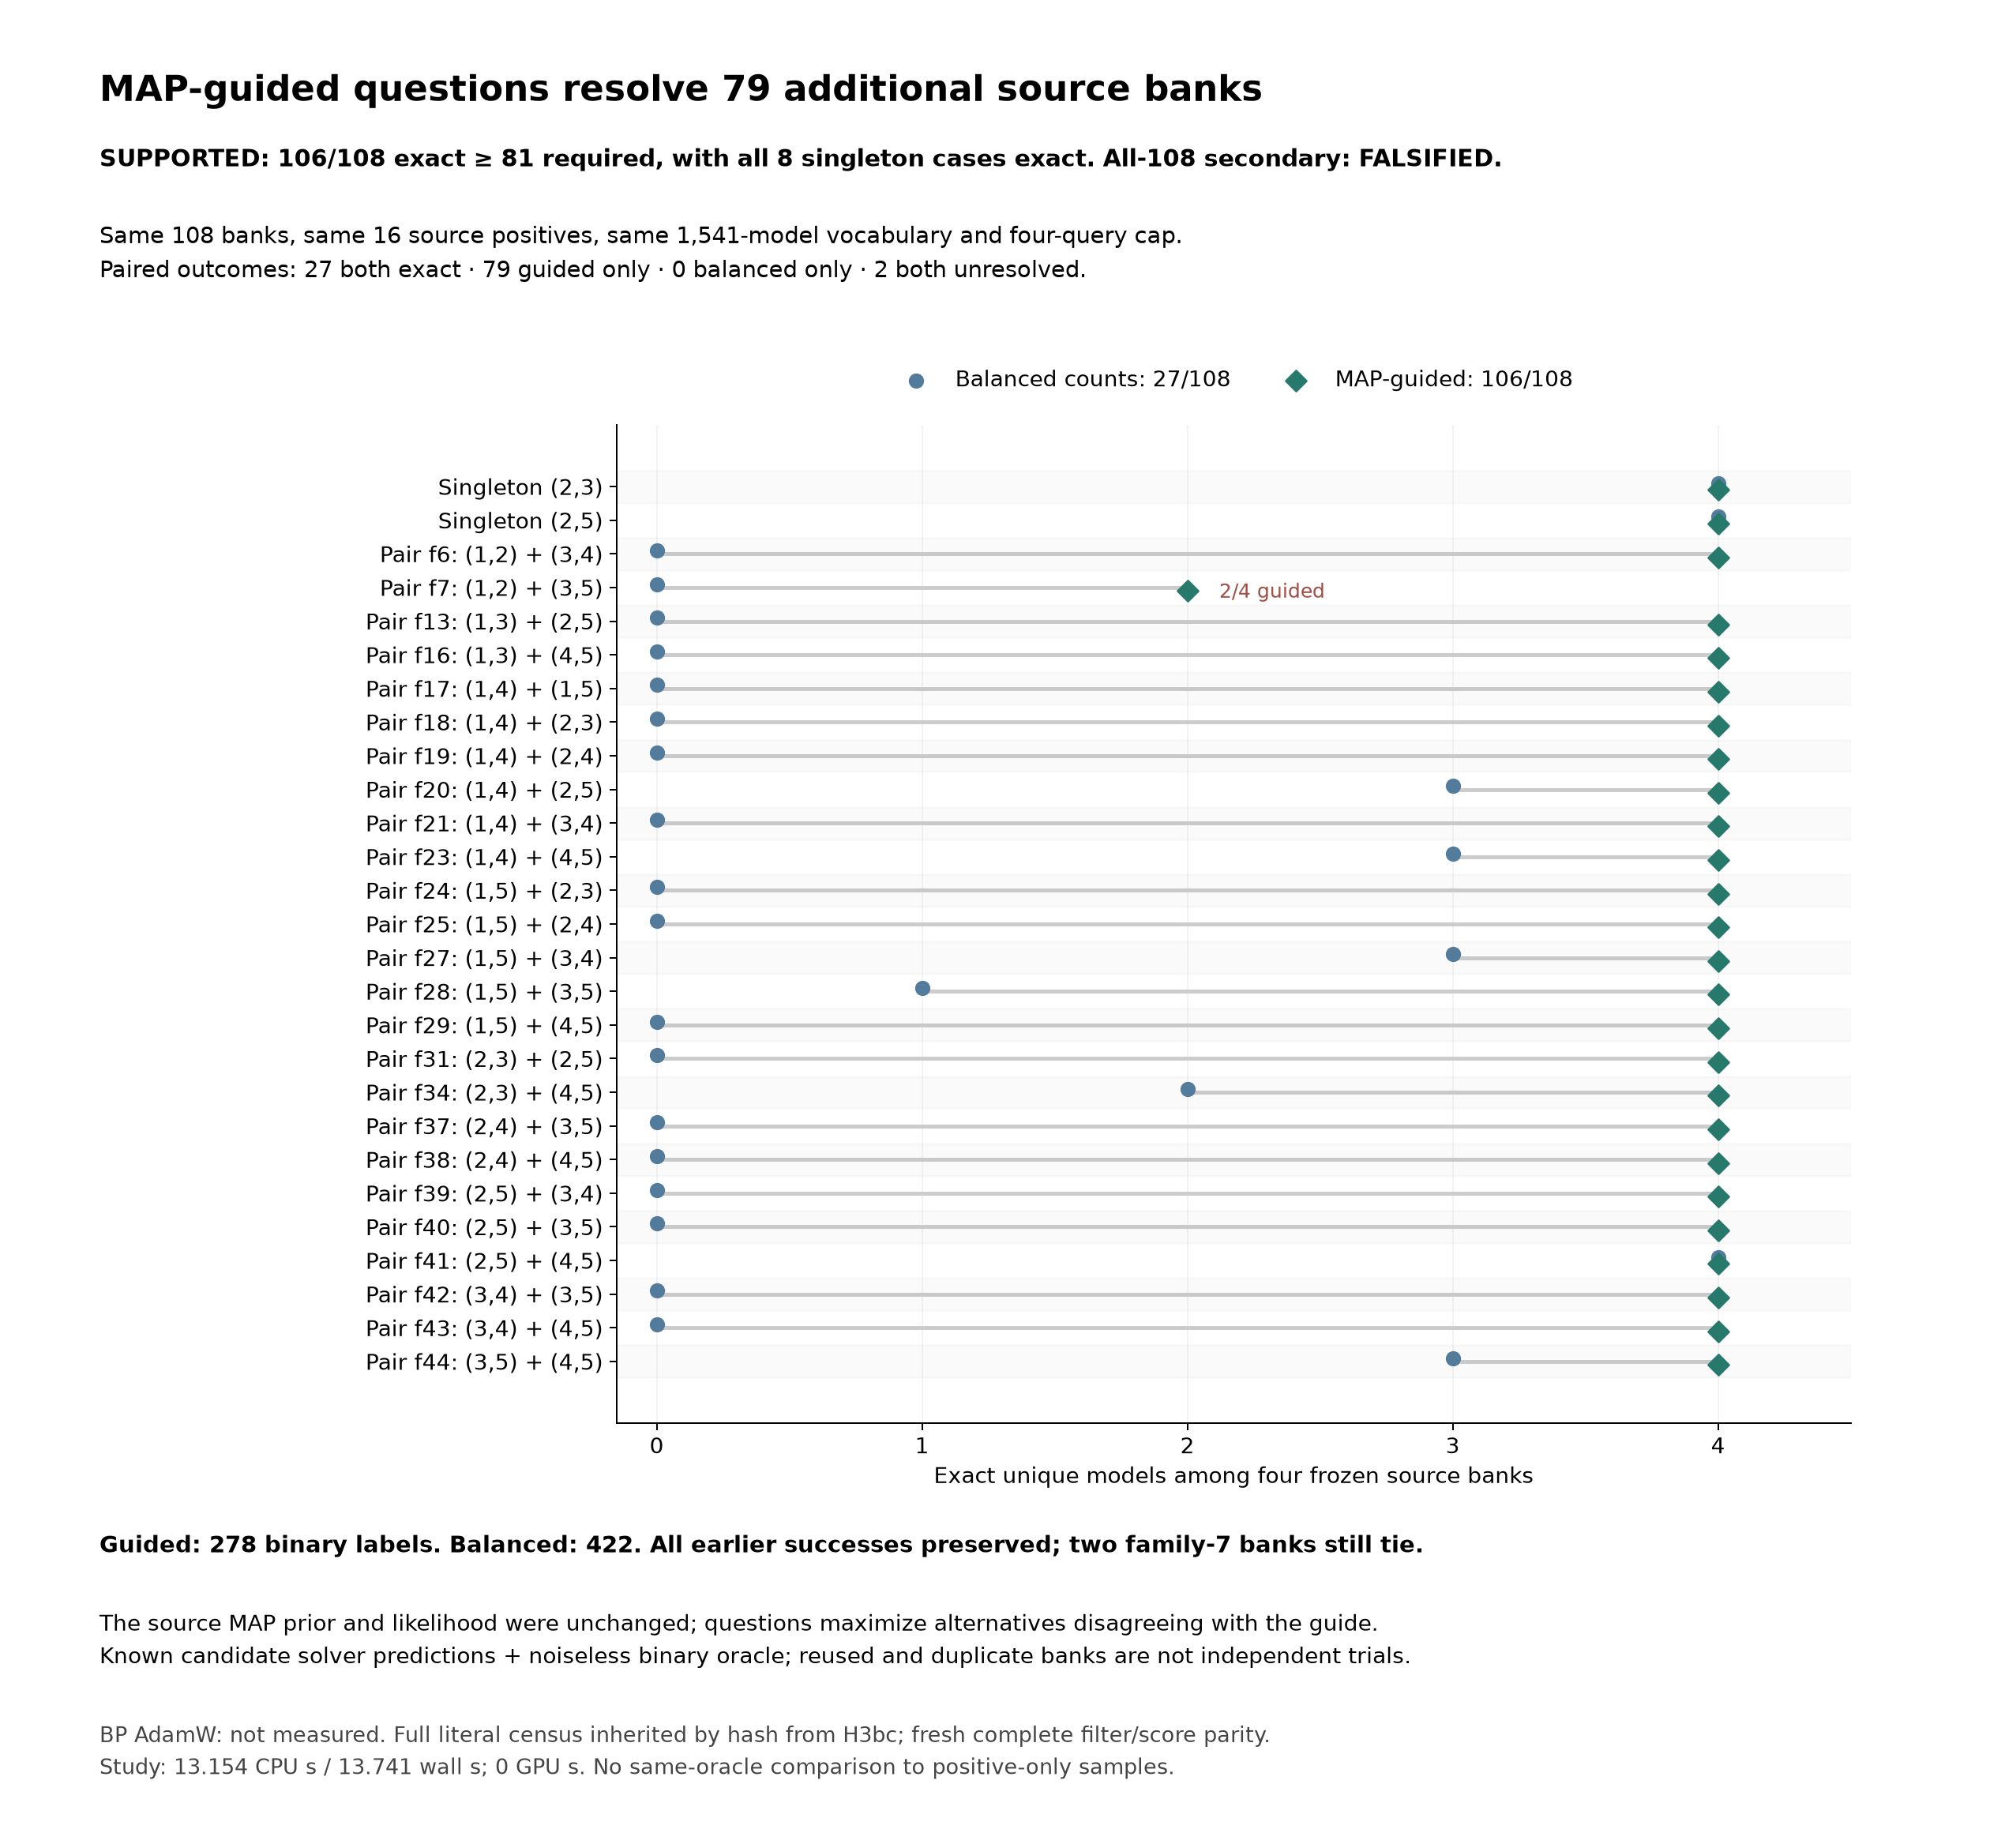 MAP-guided questions resolve 79 additional source banks
SUPPORTED: 106/108 exact ≥ 81 required, with all 8 singleton cases exact. All-108 secondary: FALSIFIED.
Same 108 banks, same 16 source positives, same 1,541-model vocabulary and four-query cap.
Paired outcomes: 27 both exact · 79 guided only · 0 balanced only · 2 both unresolved.
Balanced counts: 27/108
MAP-guided: 106/108
Singleton (2,3)
Singleton (2,5)
Pair f6: (1,2) + (3,4)
Pair f7: (1,2) + (3,5)
2/4 guided
Pair f13: (1,3) + (2,5)
Pair f16: (1,3) + (4,5)
Pair f17: (1,4) + (1,5)
Pair f18: (1,4) + (2,3)
Pair f19: (1,4) + (2,4)
Pair f20: (1,4) + (2,5)
Pair f21: (1,4) + (3,4)
Pair f23: (1,4) + (4,5)
Pair f24: (1,5) + (2,3)
Pair f25: (1,5) + (2,4)
Pair f27: (1,5) + (3,4)
Pair f28: (1,5) + (3,5)
Pair f29: (1,5) + (4,5)
Pair f31: (2,3) + (2,5)
Pair f34: (2,3) + (4,5)
Pair f37: (2,4) + (3,5)
Pair f38: (2,4) + (4,5)
Pair f39: (2,5) + (3,4)
Pair f40: (2,5) + (3,5)
Pair f41: (2,5) + (4,5)
Pair f42: (3,4) + (3,5)
Pair f43: (3,4) + (4,5)
Pair f44: (3,5) + (4,5)
0 1 2 3 4
Exact unique models among four frozen source banks
Guided: 278 binary labels. Balanced: 422. All earlier successes preserved; two family-7 banks still tie.
The source MAP prior and likelihood were unchanged; questions maximize alternatives disagreeing with the guide.
Known candidate solver predictions + noiseless binary oracle; reused and duplicate banks are not independent trials.
BP AdamW: not measured. Full literal census inherited by hash from H3bc; fresh complete filter/score parity.
Study: 13.154 CPU s / 13.741 wall s; 0 GPU s. No same-oracle comparison to positive-only samples.